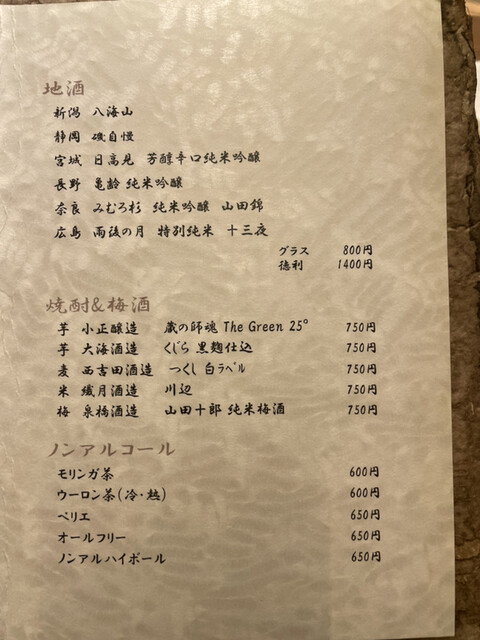 地酒
新潟 八海山
静岡 磯自慢
宮城 日高見 芳醇辛口純米吟醸
長野 亀齢 純米吟醸
奈良 みむろ杉 純米吟醸 山田錦
広島 雨後の月 特別純米 十三夜
グラス 800円
徳利 1400円
焼酎&梅酒
芋 小正醸造 蔵の師魂 The Green 25° 750円
芋 大海酒造 くじら 黒麹仕込 750円
麦 西吉田酒造 つくし 白ラベル 750円
米 繊月酒造 川辺 750円
梅 泉橋酒造 山田十郎 純米梅酒 750円
ノンアルコール
モリンガ茶 600円
ウーロン茶(冷・熱) 600円
ペリエ 650円
オールフリー 650円
ノンアルハイボール 650円